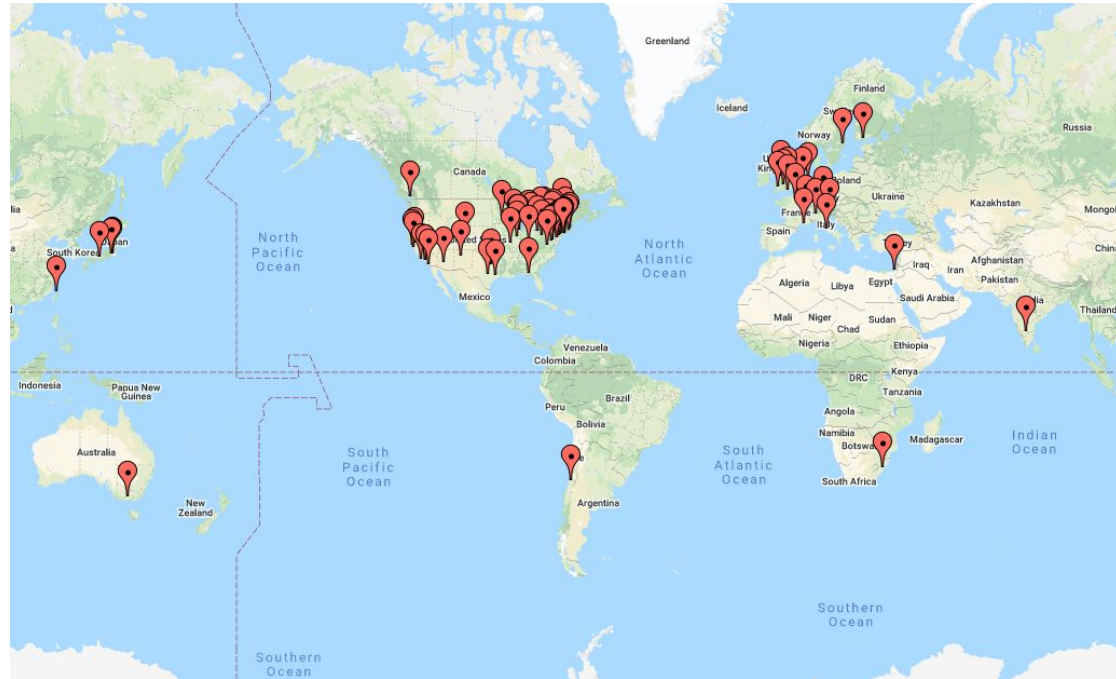 Greenland
Finland
Iceland
Norway
Russia
Canada
Poland
Ukraine
Kazakhstan
France
Italy
Spain
South Korea
North
Pacific
Ocean
North
Atlantic
Ocean
Mexico
Iraq
Iran
Afghanistan
Pakistan
Algeria
Libya
Egypt
Saudi Arabia
Thailand
Mali
Niger
Chad
Sudan
Nigeria
Ethiopia
Venezuela
Colombia
Indonesia
Papua New
Guinea
DRC
Kenya
Tanzania
Peru
Brazil
Bolivia
Angola
Namibia
Madagascar
Indian
Ocean
Australia
South
Pacific
Ocean
South
Atlantic
Ocean
South Africa
New
Zealand
Argentina
Southern
Ocean
Southern
Ocean